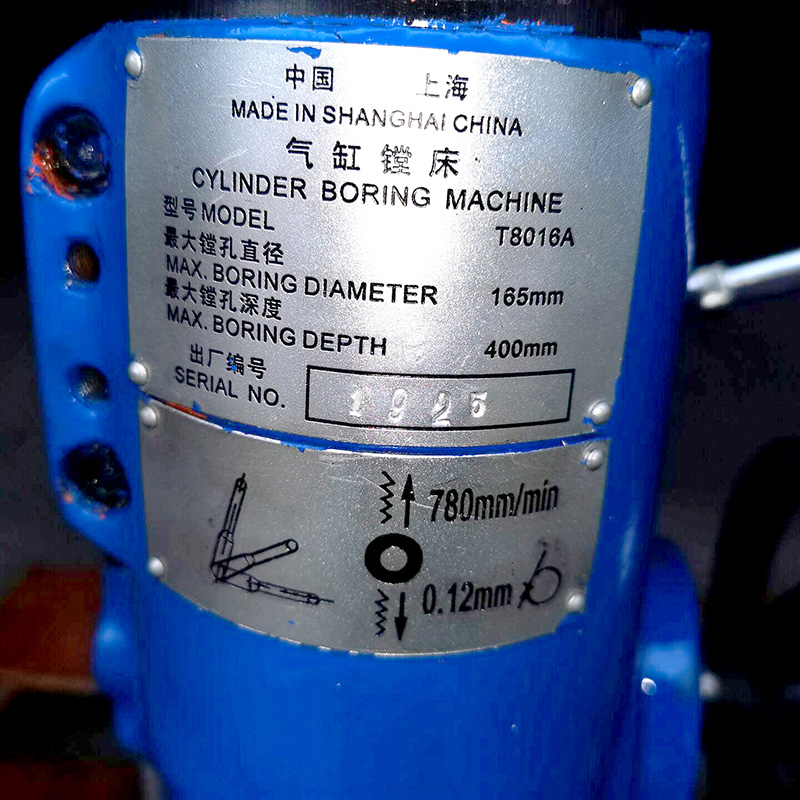 中国 上海
MADE IN SHANGHAI CHINA
气缸镗床
CYLINDER BORING MACHINE
型号 MODEL T8016A
最大镗孔直径
MAX. BORING DIAMETER 165mm
最大镗孔深度
MAX. BORING DEPTH 400mm
出厂编号
SERIAL NO. 1925
780mm/min
0.12mm